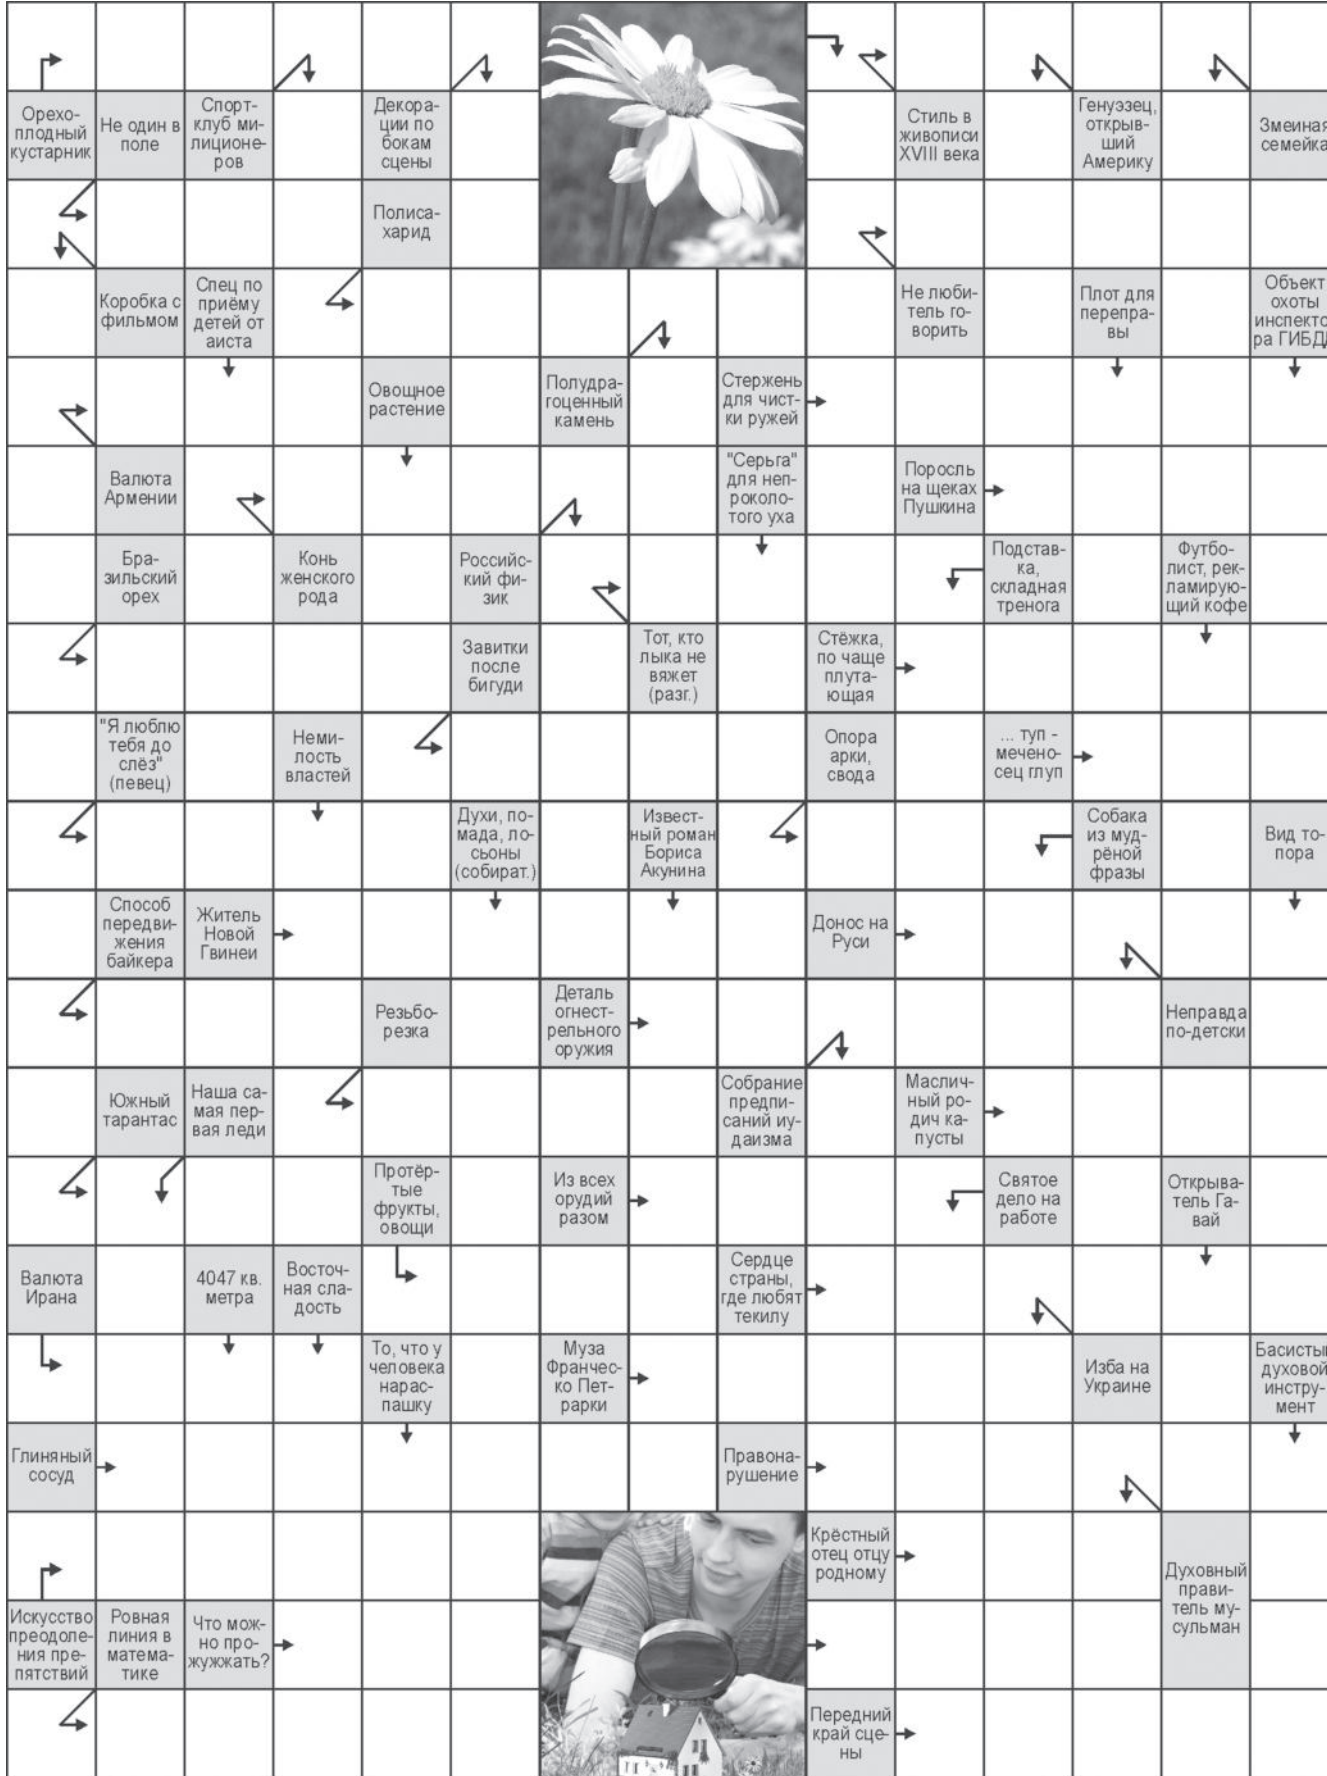 Орехо-
плодный
кустарник
Не один в
поле
Спорт-
клуб ми-
лиционе-
ров
Декора-
ции по
бокам
сцены
Стиль в
живописи
XVIII века
Генуэзец,
открыв-
ший
Америку
Змеиная
семейка
Полиса-
харид
Коробка с
фильмом
Спец по
приёму
детей от
аиста
Не люби-
тель го-
ворить
Плот для
перепра-
вы
Объект
охоты
инспекто-
ра ГИБДД
Овощное
растение
Полудра-
гоценный
камень
Стержень
для чист-
ки ружей
Валюта
Армении
"Серьга"
для неп-
роколо-
того уха
Поросль
на щеках
Пушкина
Бра-
зильский
орех
Конь
женского
рода
Российс-
кий фи-
зик
Подстав-
ка,
складная
тренога
Футбо-
лист, рек-
ламирую-
щий кофе
Завитки
после
бигуди
Тот, кто
лыка не
вяжет
(разг.)
Стёжка,
по чаще
плута-
ющая
"Я люблю
тебя до
слёз"
(певец)
Неми-
лость
властей
Опора
арки,
свода
... туп -
мечено-
сец глуп
Духи, по-
мада, ло-
сьоны
(собират.)
Извест-
ный роман
Бориса
Акунина
Собака
из муд-
рёной
фразы
Вид то-
пора
Способ
передви-
жения
байкера
Житель
Новой
Гвинеи
Донос на
Руси
Резьбо-
резка
Деталь
огнест-
рельного
оружия
Неправда
по-детски
Южный
тарантас
Наша са-
мая пер-
вая леди
Собрание
предпи-
саний иу-
даизма
Маслич-
ный ро-
дич ка-
пусты
Протёр-
тые
фрукты,
овощи
Из всех
орудий
разом
Святое
дело на
работе
Открыва-
тель Га-
вай
Валюта
Ирана
4047 кв.
метра
Восточ-
ная сла-
дость
Сердце
страны,
где любят
текилу
То, что у
человека
нарас-
пашку
Муза
Франчес-
ко Пет-
рарки
Изба на
Украине
Басистый
духовой
инстру-
мент
Глиняный
сосуд
Правона-
рушение
Крёстный
отец отцу
родному
Духовный
прави-
тель му-
сульман
Искусство
преодоле-
ния пре-
пятствий
Ровная
линия в
матема-
тике
Что мож-
но про-
жужжать?
Передний
край сце-
ны